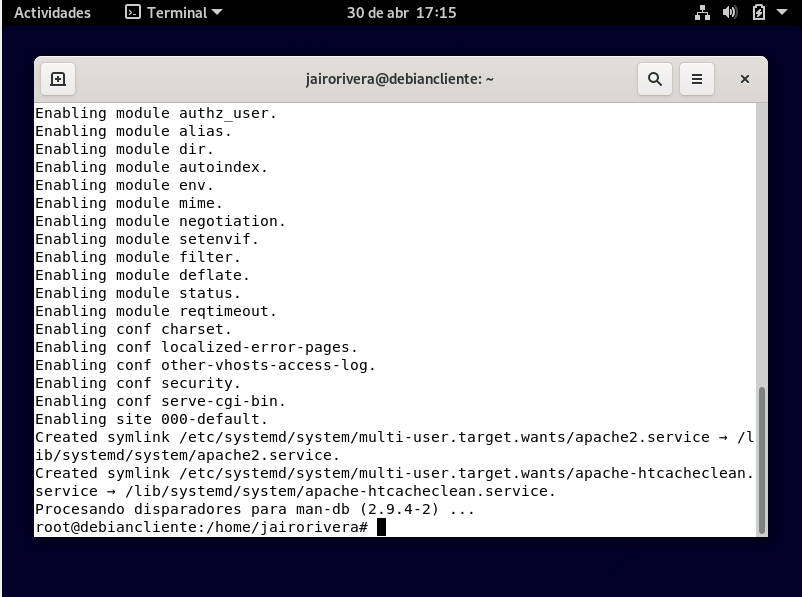 Actividades Terminal 30 de abr 17:15
jairorivera@debiancliente: ~
Enabling module authz_user.
Enabling module alias.
Enabling module dir.
Enabling module autoindex.
Enabling module env.
Enabling module mime.
Enabling module negotiation.
Enabling module setenvif.
Enabling module filter.
Enabling module deflate.
Enabling module status.
Enabling module reqtimeout.
Enabling conf charset.
Enabling conf localized-error-pages.
Enabling conf other-vhosts-access-log.
Enabling conf security.
Enabling conf serve-cgi-bin.
Enabling site 000-default.
Created symlink /etc/systemd/system/multi-user.target.wants/apache2.service → /l
ib/systemd/system/apache2.service.
Created symlink /etc/systemd/system/multi-user.target.wants/apache-htcacheclean.
service → /lib/systemd/system/apache-htcacheclean.service.
Procesando disparadores para man-db (2.9.4-2) ...
root@debiancliente:/home/jairorivera#